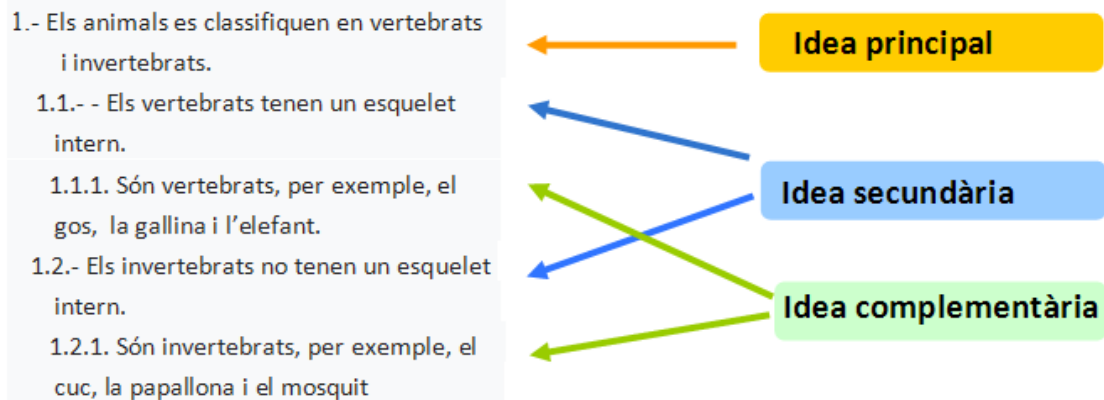 1.- Els animals es classifiquen en vertebrats
i invertebrats.
1.1.- - Els vertebrats tenen un esquelet
intern.
1.1.1. Són vertebrats, per exemple, el
gos, la gallina i l’elefant.
1.2.- Els invertebrats no tenen un esquelet
intern.
1.2.1. Són invertebrats, per exemple, el
cuc, la papallona i el mosquit
Idea principal
Idea secundària
Idea complementària